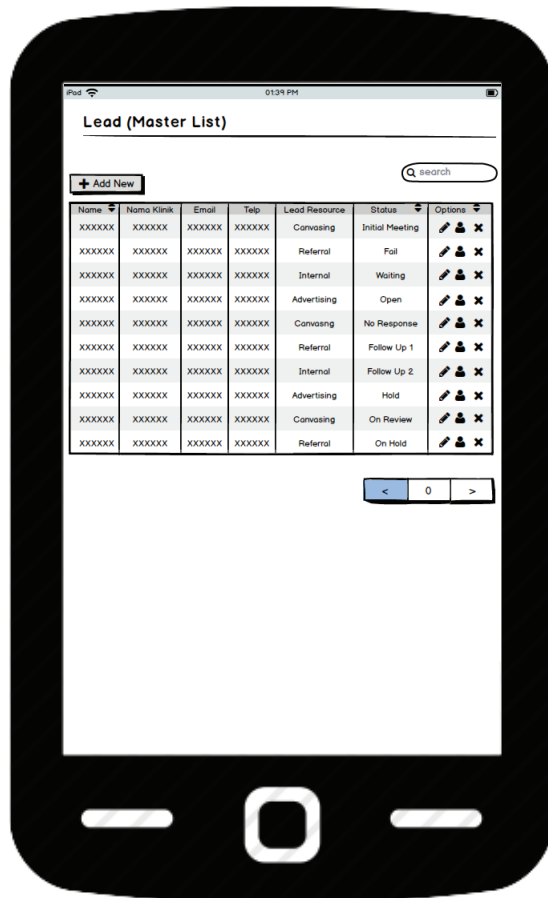 iPad 01:39 PM
Lead (Master List)
search
Add New
Name Nama Klinik Email Telp Lead Resource Status Options
XXXXXX XXXXXX XXXXXX XXXXXX Canvasing Initial Meeting
XXXXXX XXXXXX XXXXXX XXXXXX Referral Fail
XXXXXX XXXXXX XXXXXX XXXXXX Internal Waiting
XXXXXX XXXXXX XXXXXX XXXXXX Advertising Open
XXXXXX XXXXXX XXXXXX XXXXXX Canvasng No Response
XXXXXX XXXXXX XXXXXX XXXXXX Referral Follow Up 1
XXXXXX XXXXXX XXXXXX XXXXXX Internal Follow Up 2
XXXXXX XXXXXX XXXXXX XXXXXX Advertising Hold
XXXXXX XXXXXX XXXXXX XXXXXX Canvasing On Review
XXXXXX XXXXXX XXXXXX XXXXXX Referral On Hold
< 0 >